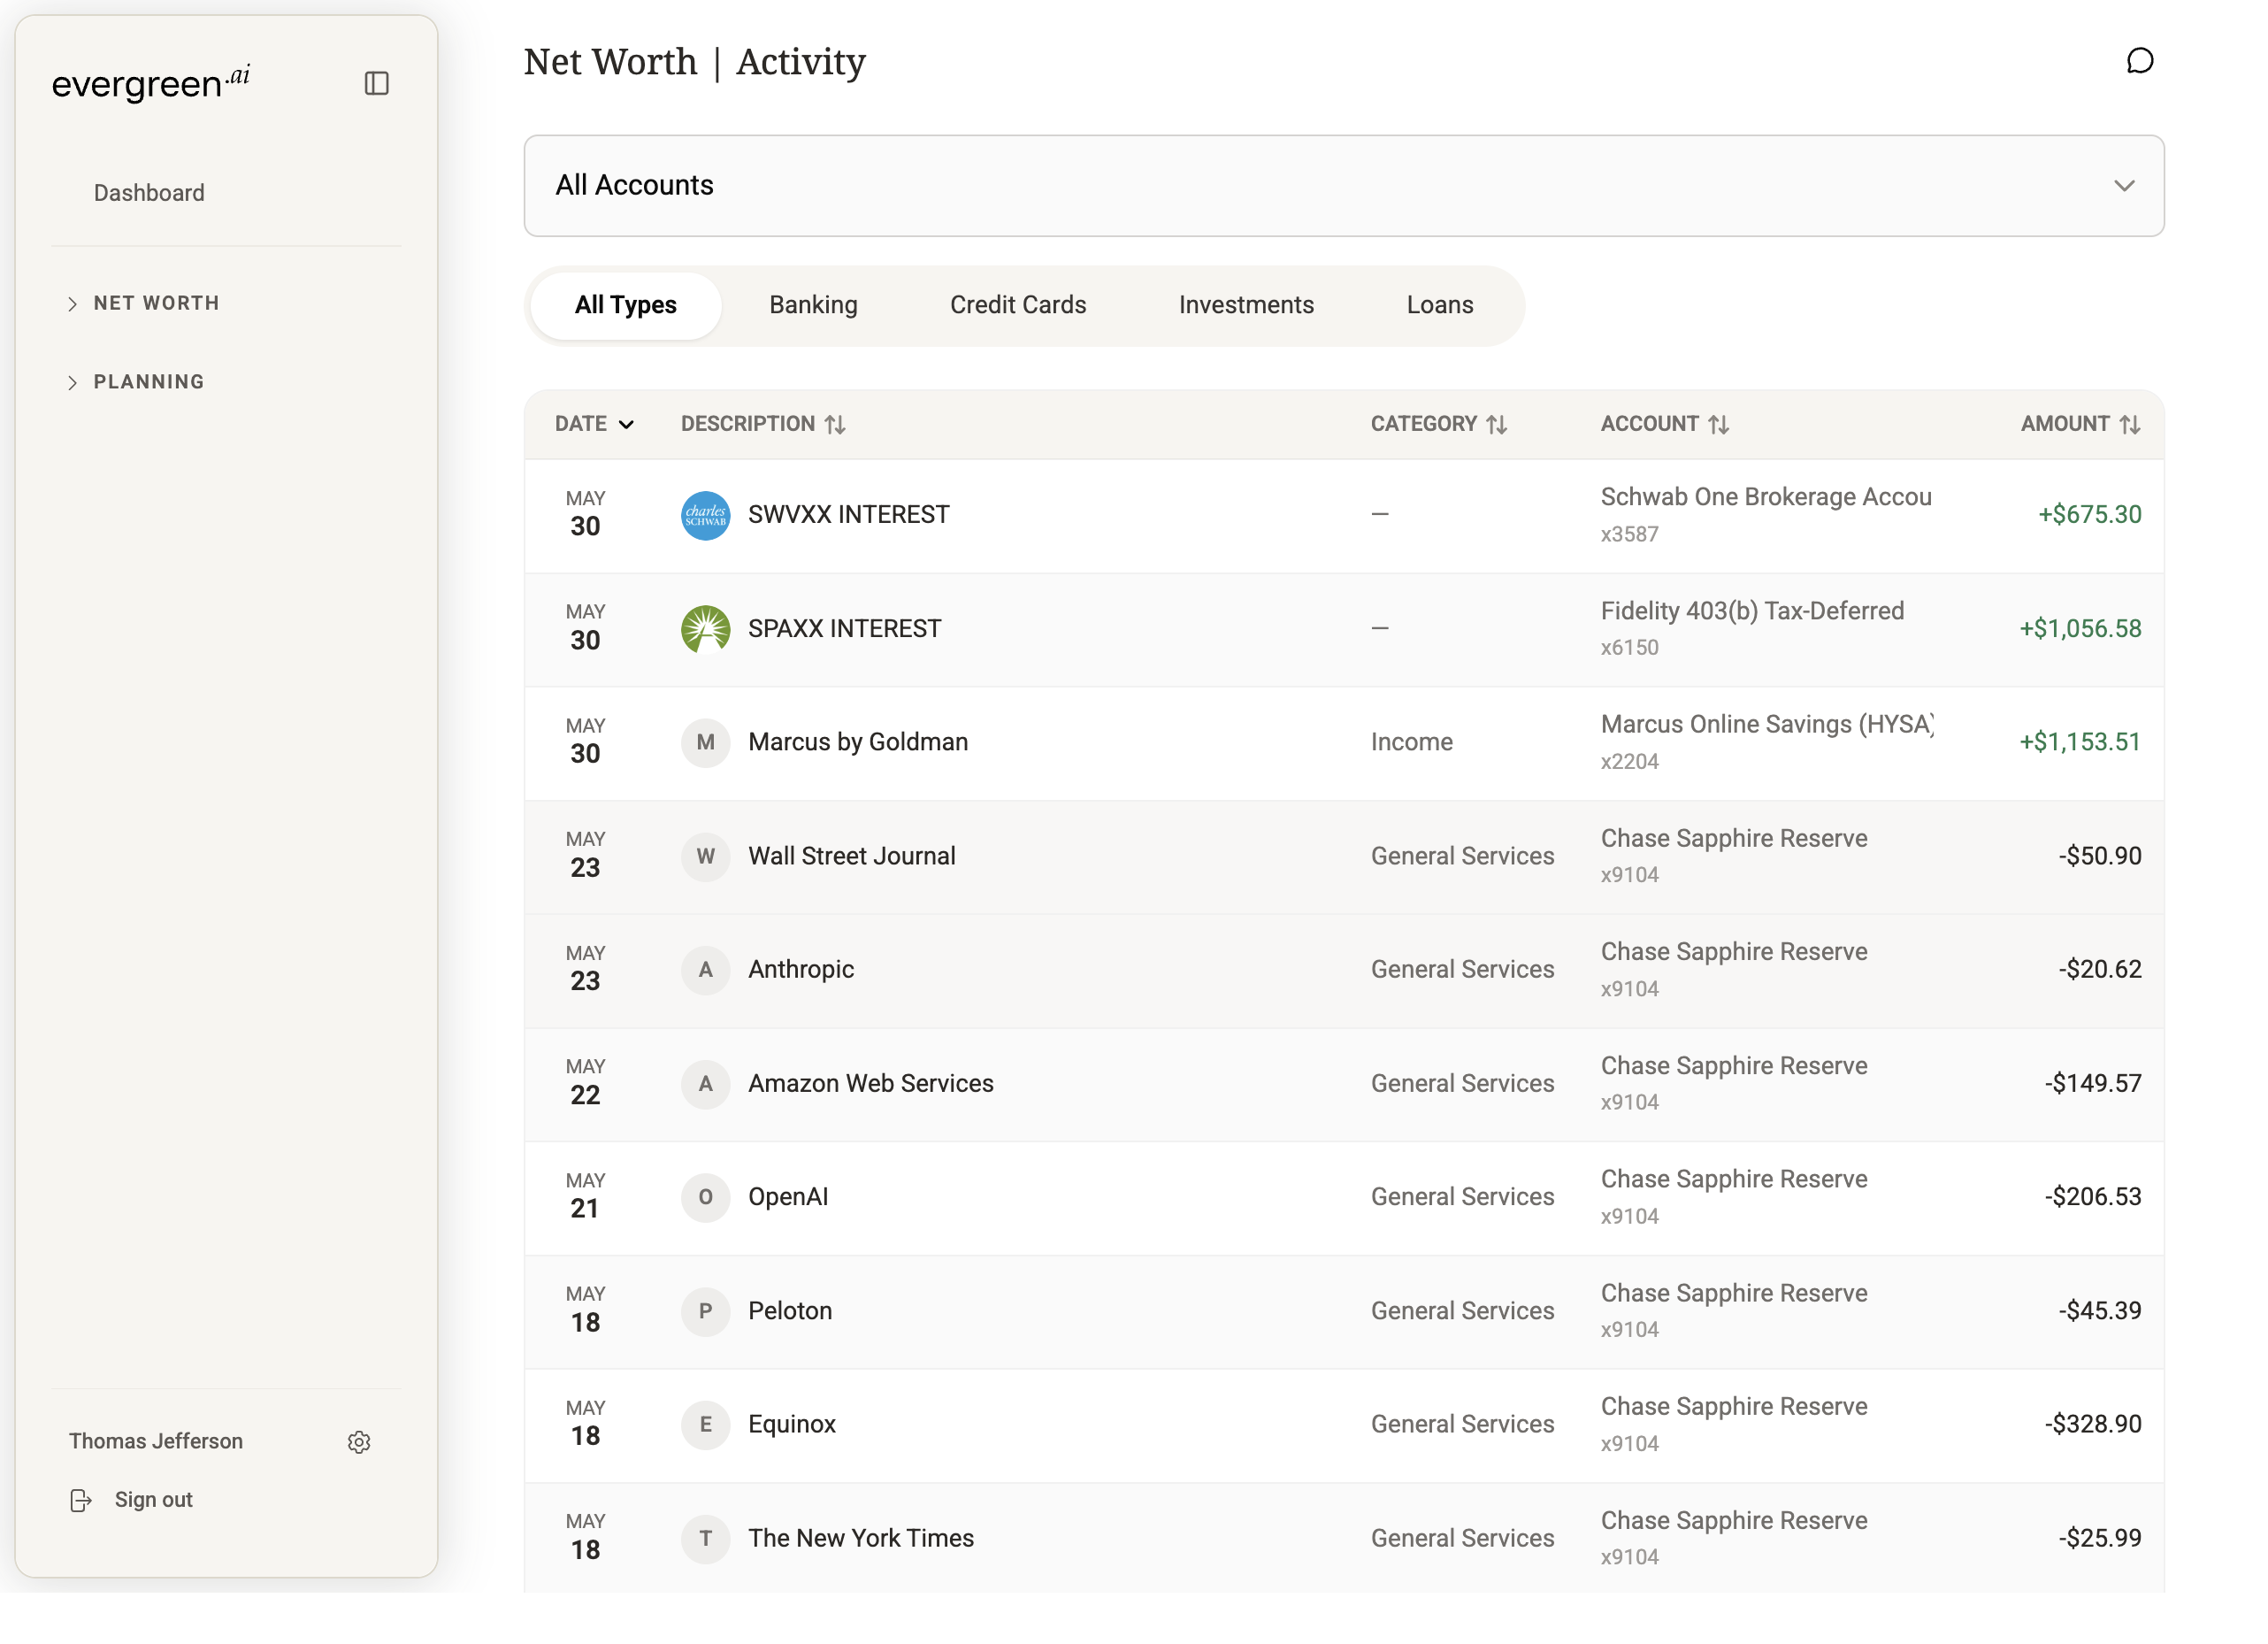 evergreen.ai
Dashboard
NET WORTH
PLANNING
Thomas Jefferson
Sign out
Net Worth | Activity
All Accounts
All Types Banking Credit Cards Investments Loans
DATE DESCRIPTION CATEGORY ACCOUNT AMOUNT
MAY 30 charles SCHWAB SWVXX INTEREST — Schwab One Brokerage Accou x3587 +$675.30
MAY 30 SPAXX INTEREST — Fidelity 403(b) Tax-Deferred x6150 +$1,056.58
MAY 30 M Marcus by Goldman Income Marcus Online Savings (HYSA) x2204 +$1,153.51
MAY 23 W Wall Street Journal General Services Chase Sapphire Reserve x9104 -$50.90
MAY 23 A Anthropic General Services Chase Sapphire Reserve x9104 -$20.62
MAY 22 A Amazon Web Services General Services Chase Sapphire Reserve x9104 -$149.57
MAY 21 O OpenAI General Services Chase Sapphire Reserve x9104 -$206.53
MAY 18 P Peloton General Services Chase Sapphire Reserve x9104 -$45.39
MAY 18 E Equinox General Services Chase Sapphire Reserve x9104 -$328.90
MAY 18 T The New York Times General Services Chase Sapphire Reserve x9104 -$25.99